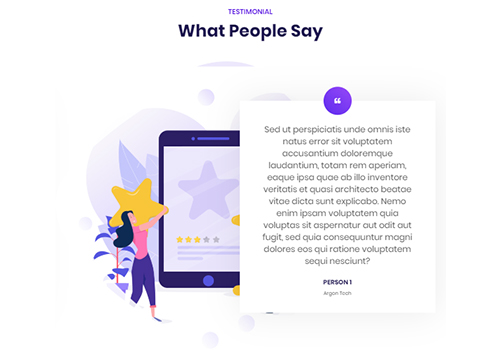 TESTIMONIAL
What People Say
❝
Sed ut perspiciatis unde omnis iste
natus error sit voluptatem
accusantium doloremque
laudantium, totam rem aperiam,
eaque ipsa quae ab illo inventore
veritatis et quasi architecto beatae
vitae dicta sunt explicabo. Nemo
enim ipsam voluptatem quia
voluptas sit aspernatur aut odit aut
fugit, sed quia consequuntur magni
dolores eos qui ratione voluptatem
sequi nesciunt?
PERSON 1
Argon Tech